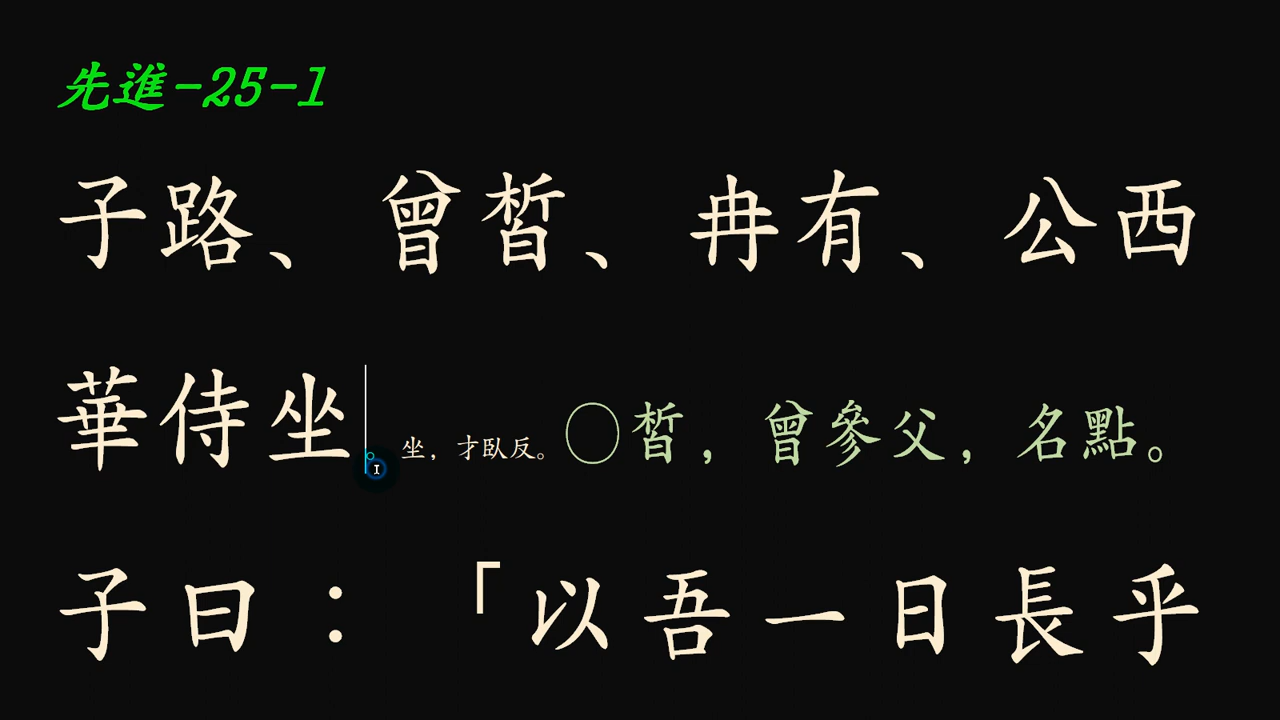 先進-25-1
子路、曾皙、冉有、公西
華侍坐 坐，才臥反。◯皙，曾參父，名點。
子曰：「以吾一日長乎